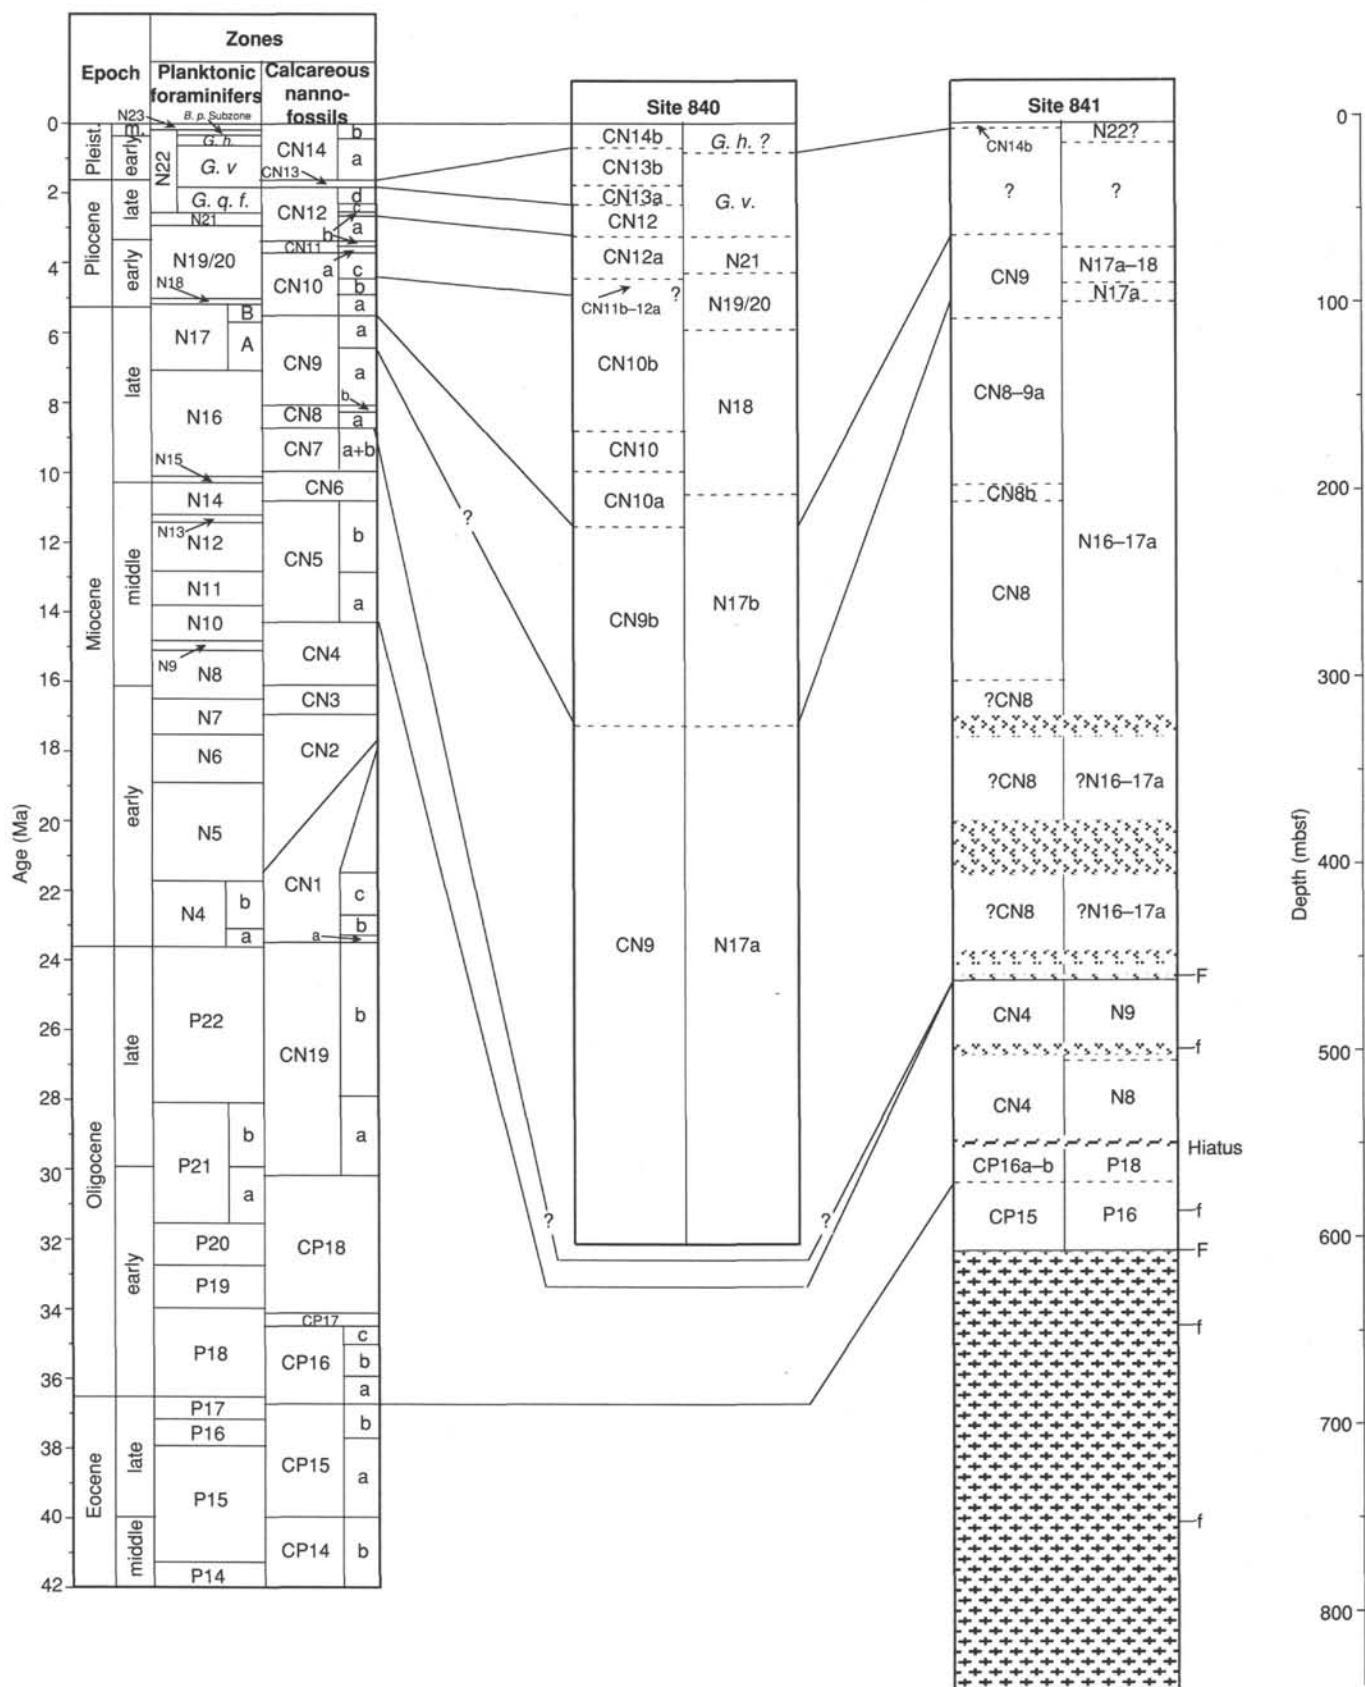 Zones
Epoch
Planktonic foraminifers
Calcareous nanno-fossils
Site 840
Site 841
N23
B. p. Subzone
0
m.
Pleist.
early
N22
G. h.
G. v
G. q. f.
N21
N19/20
N18
CN14
b
a
CN13
CN12
d
c
a
b
CN11
a
CN10
c
b
a
2
Pliocene
late
early
4
6
N17
B
A
CN9
a
a
late
8
N16
b
CN8
a
CN7
a+b
10
N15
CN6
N14
N13
N12
12
CN5
b
a
Miocene
middle
N11
14
N10
N9
N8
CN4
16
CN3
N7
18
N6
CN2
early
20
N5
Age (Ma)
22
N4
b
a
CN1
c
b
a
24
P22
26
late
CN19
b
a
28
Oligocene
P21
b
a
30
P20
32
CP18
early
P19
34
CP17
P18
CP16
c
b
a
36
P17
P16
b
38
Eocene
late
CP15
a
P15
40
middle
CP14
b
P14
42
?
?
?
CN14b
G. h. ?
CN13b
CN13a
G. v.
CN12
CN12a
N21
?
CN11b–12a
N19/20
CN10b
N18
CN10
CN10a
CN9b
N17b
CN9
N17a
N22?
CN14b
?
?
CN9
N17a–18
N17a
CN8–9a
CN8b
N16–17a
CN8
?CN8
?CN8
?N16–17a
?CN8
?N16–17a
F
CN4
N9
f
CN4
N8
Hiatus
CP16a–b
P18
CP15
P16
f
F
f
f
0
100
200
300
400
Depth (mbsf)
500
600
700
800